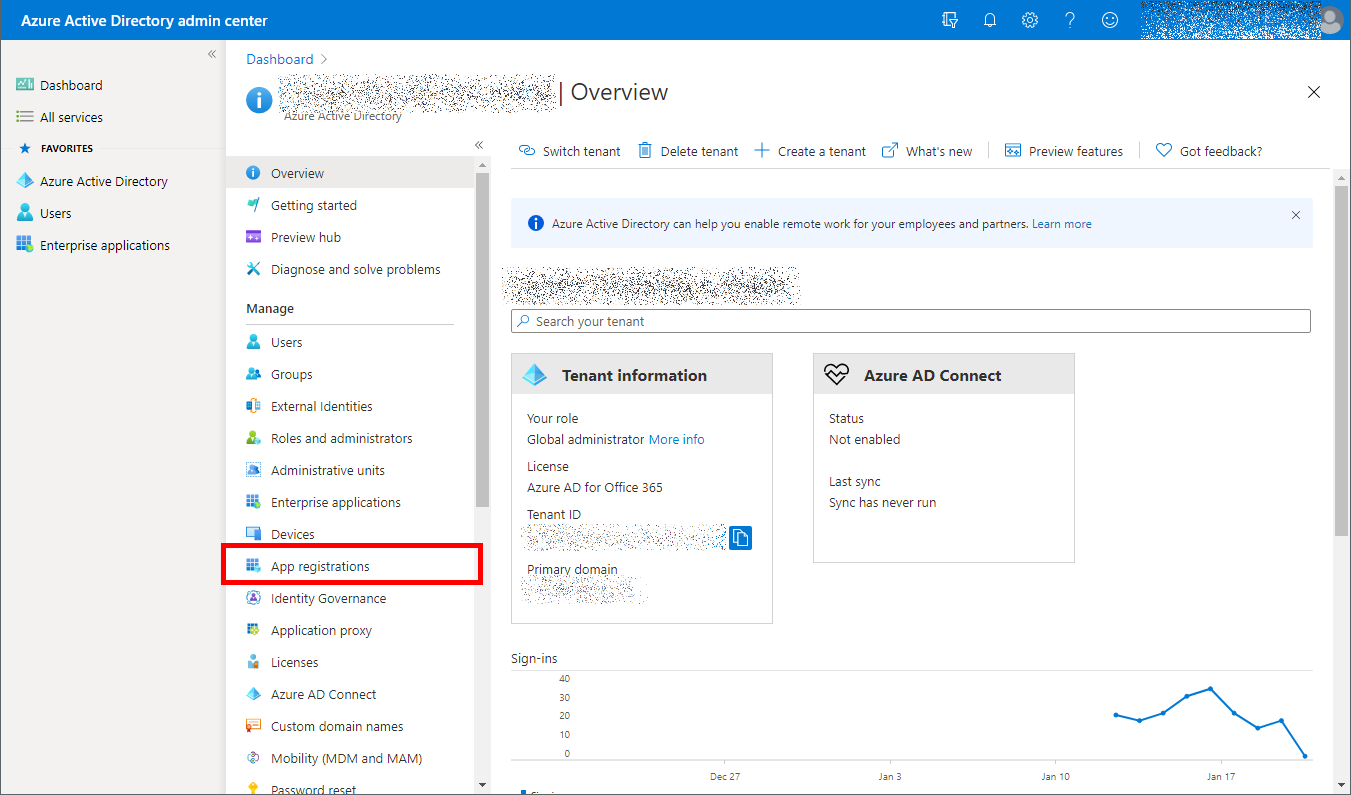 Azure Active Directory admin center
Dashboard
All services
FAVORITES
Azure Active Directory
Users
Enterprise applications
Dashboard
| Overview
Azure Active Directory
Overview
Getting started
Preview hub
Diagnose and solve problems
Manage
Users
Groups
External Identities
Roles and administrators
Administrative units
Enterprise applications
Devices
App registrations
Identity Governance
Application proxy
Licenses
Azure AD Connect
Custom domain names
Mobility (MDM and MAM)
Password reset
Switch tenant
Delete tenant
Create a tenant
What's new
Preview features
Got feedback?
Azure Active Directory can help you enable remote work for your employees and partners. Learn more
Search your tenant
Tenant information
Your role
Global administrator More info
License
Azure AD for Office 365
Tenant ID
Primary domain
Azure AD Connect
Status
Not enabled
Last sync
Sync has never run
Sign-ins
40
30
20
10
0
Dec 27
Jan 3
Jan 10
Jan 17